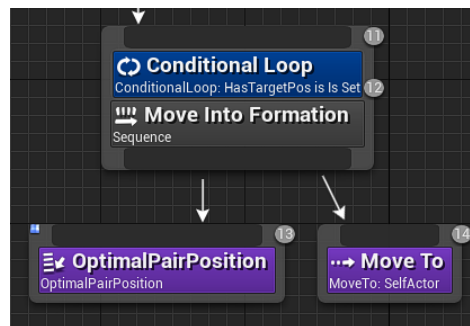 11
Conditional Loop
ConditionalLoop: HasTargetPos is Is Set
12
Move Into Formation
Sequence
13
OptimalPairPosition
OptimalPairPosition
14
Move To
MoveTo: SelfActor